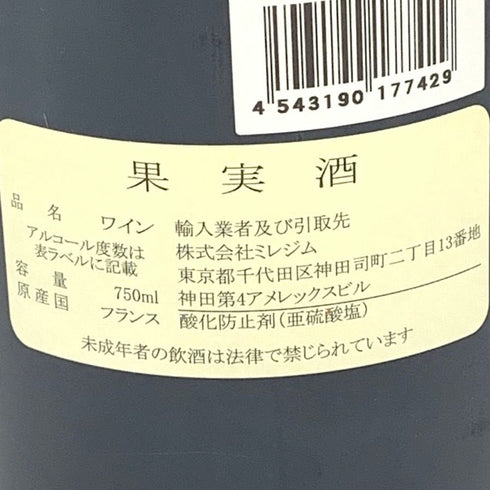 4 543190 177429
果実酒
品名 ワイン
アルコール度数は
表ラベルに記載
容量 750ml
原産国 フランス
輸入業者及び引取先
株式会社ミレジム
東京都千代田区神田司町二丁目13番地
神田第4アメレックスビル
酸化防止剤(亜硫酸塩)
未成年者の飲酒は法律で禁じられています